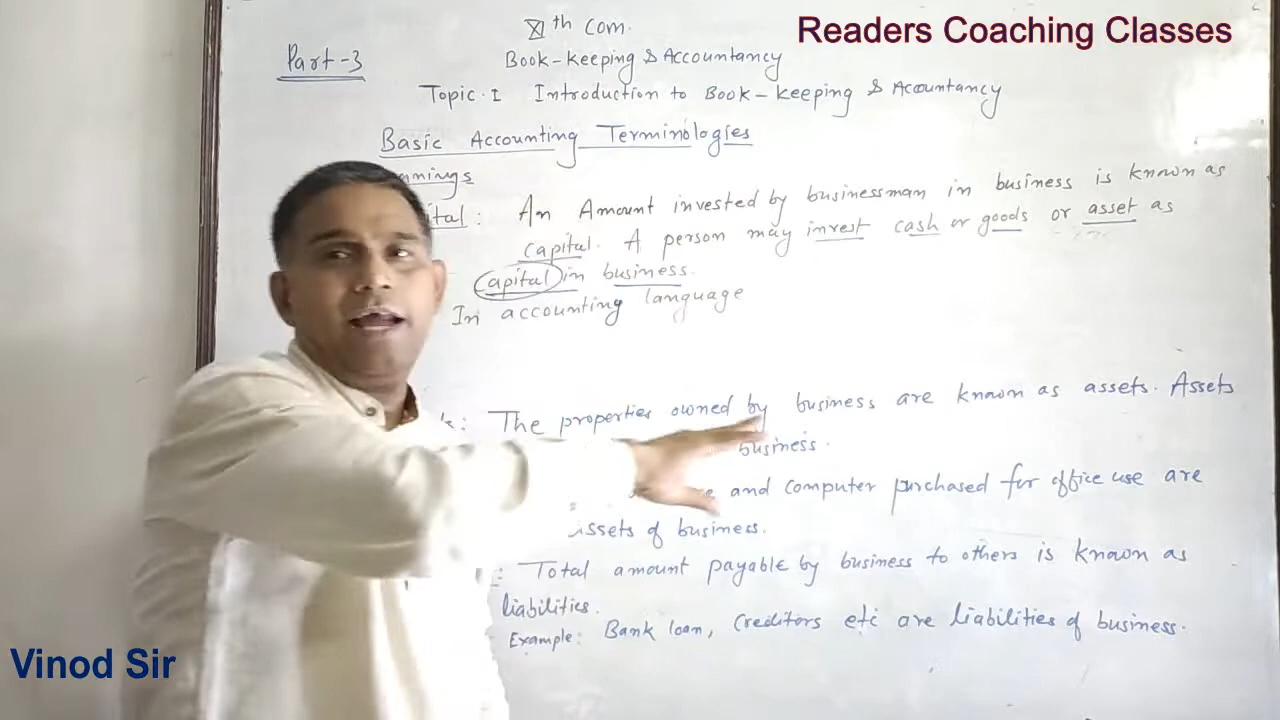 Readers Coaching Classes
XIth Com.
Part-3
Book-Keeping & Accountancy
Topic.1 Introduction to Book-Keeping & Accountancy
Basic Accounting Terminologies
An Amount invested by businessman in business is known as
capital. A person may invest cash or goods or asset as
capital in business.
In accounting language
The properties owned by business are known as assets. Assets
business.
and computer purchased for office use are
assets of business.
: Total amount payable by business to others is known as
liabilities.
Example: Bank loan, Creditors etc are liabilities of business.
Vinod Sir